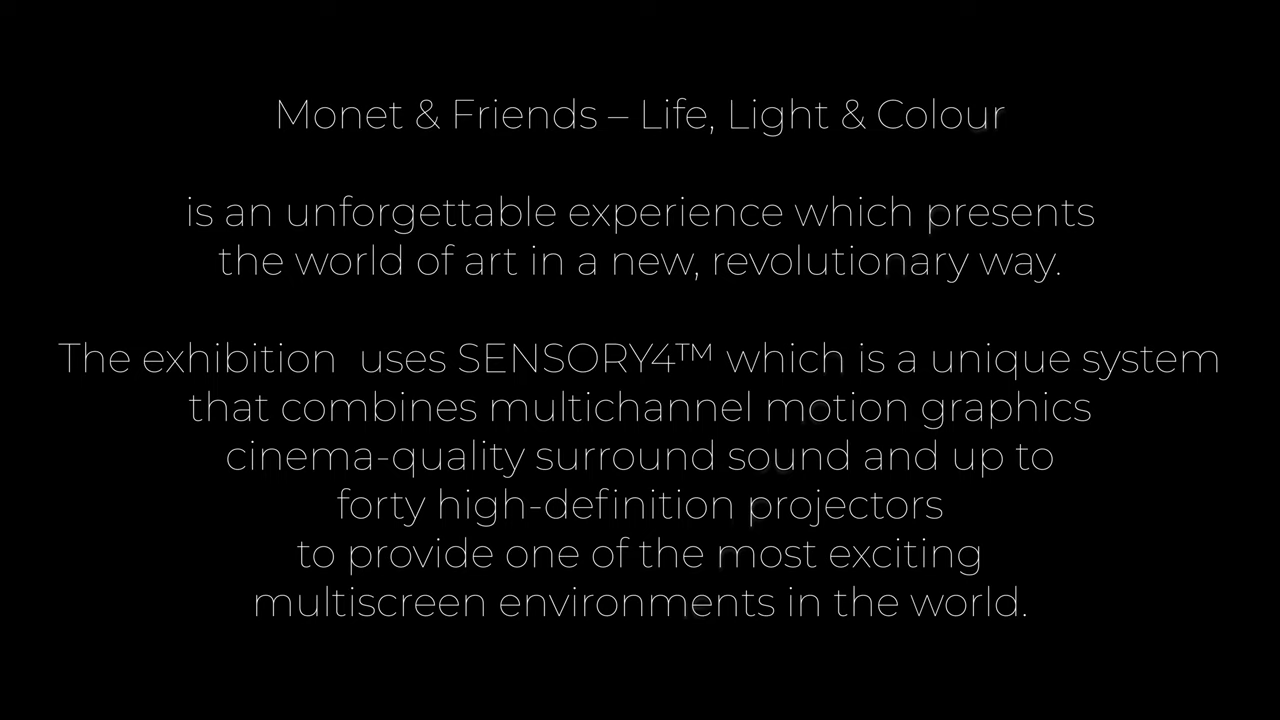 Monet & Friends – Life, Light & Colour
is an unforgettable experience which presents
the world of art in a new, revolutionary way.
The exhibition  uses SENSORY4™ which is a unique system
that combines multichannel motion graphics
cinema-quality surround sound and up to
forty high-definition projectors
to provide one of the most exciting
multiscreen environments in the world.